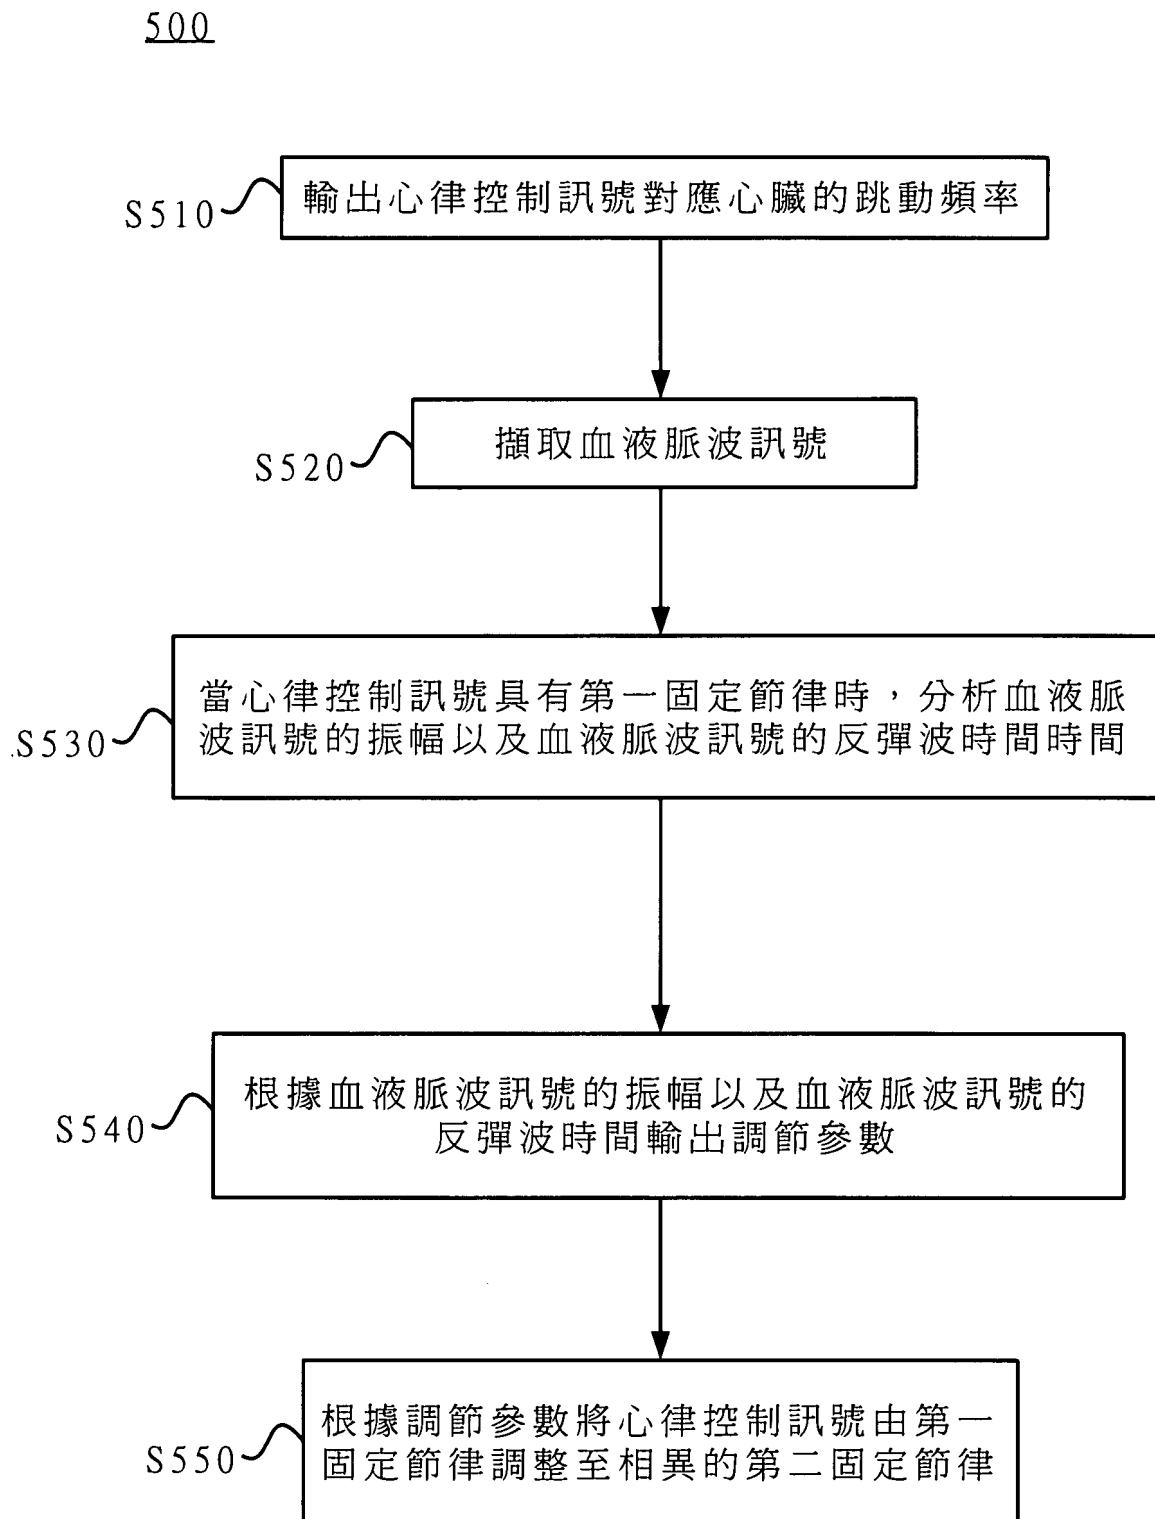 500
S510
輸出心律控制訊號對應心臟的跳動頻率
S520
擷取血液脈波訊號
S530
當心律控制訊號具有第一固定節律時，分析血液脈
波訊號的振幅以及血液脈波訊號的反彈波時間時間
S540
根據血液脈波訊號的振幅以及血液脈波訊號的
反彈波時間輸出調節參數
S550
根據調節參數將心律控制訊號由第一
固定節律調整至相異的第二固定節律